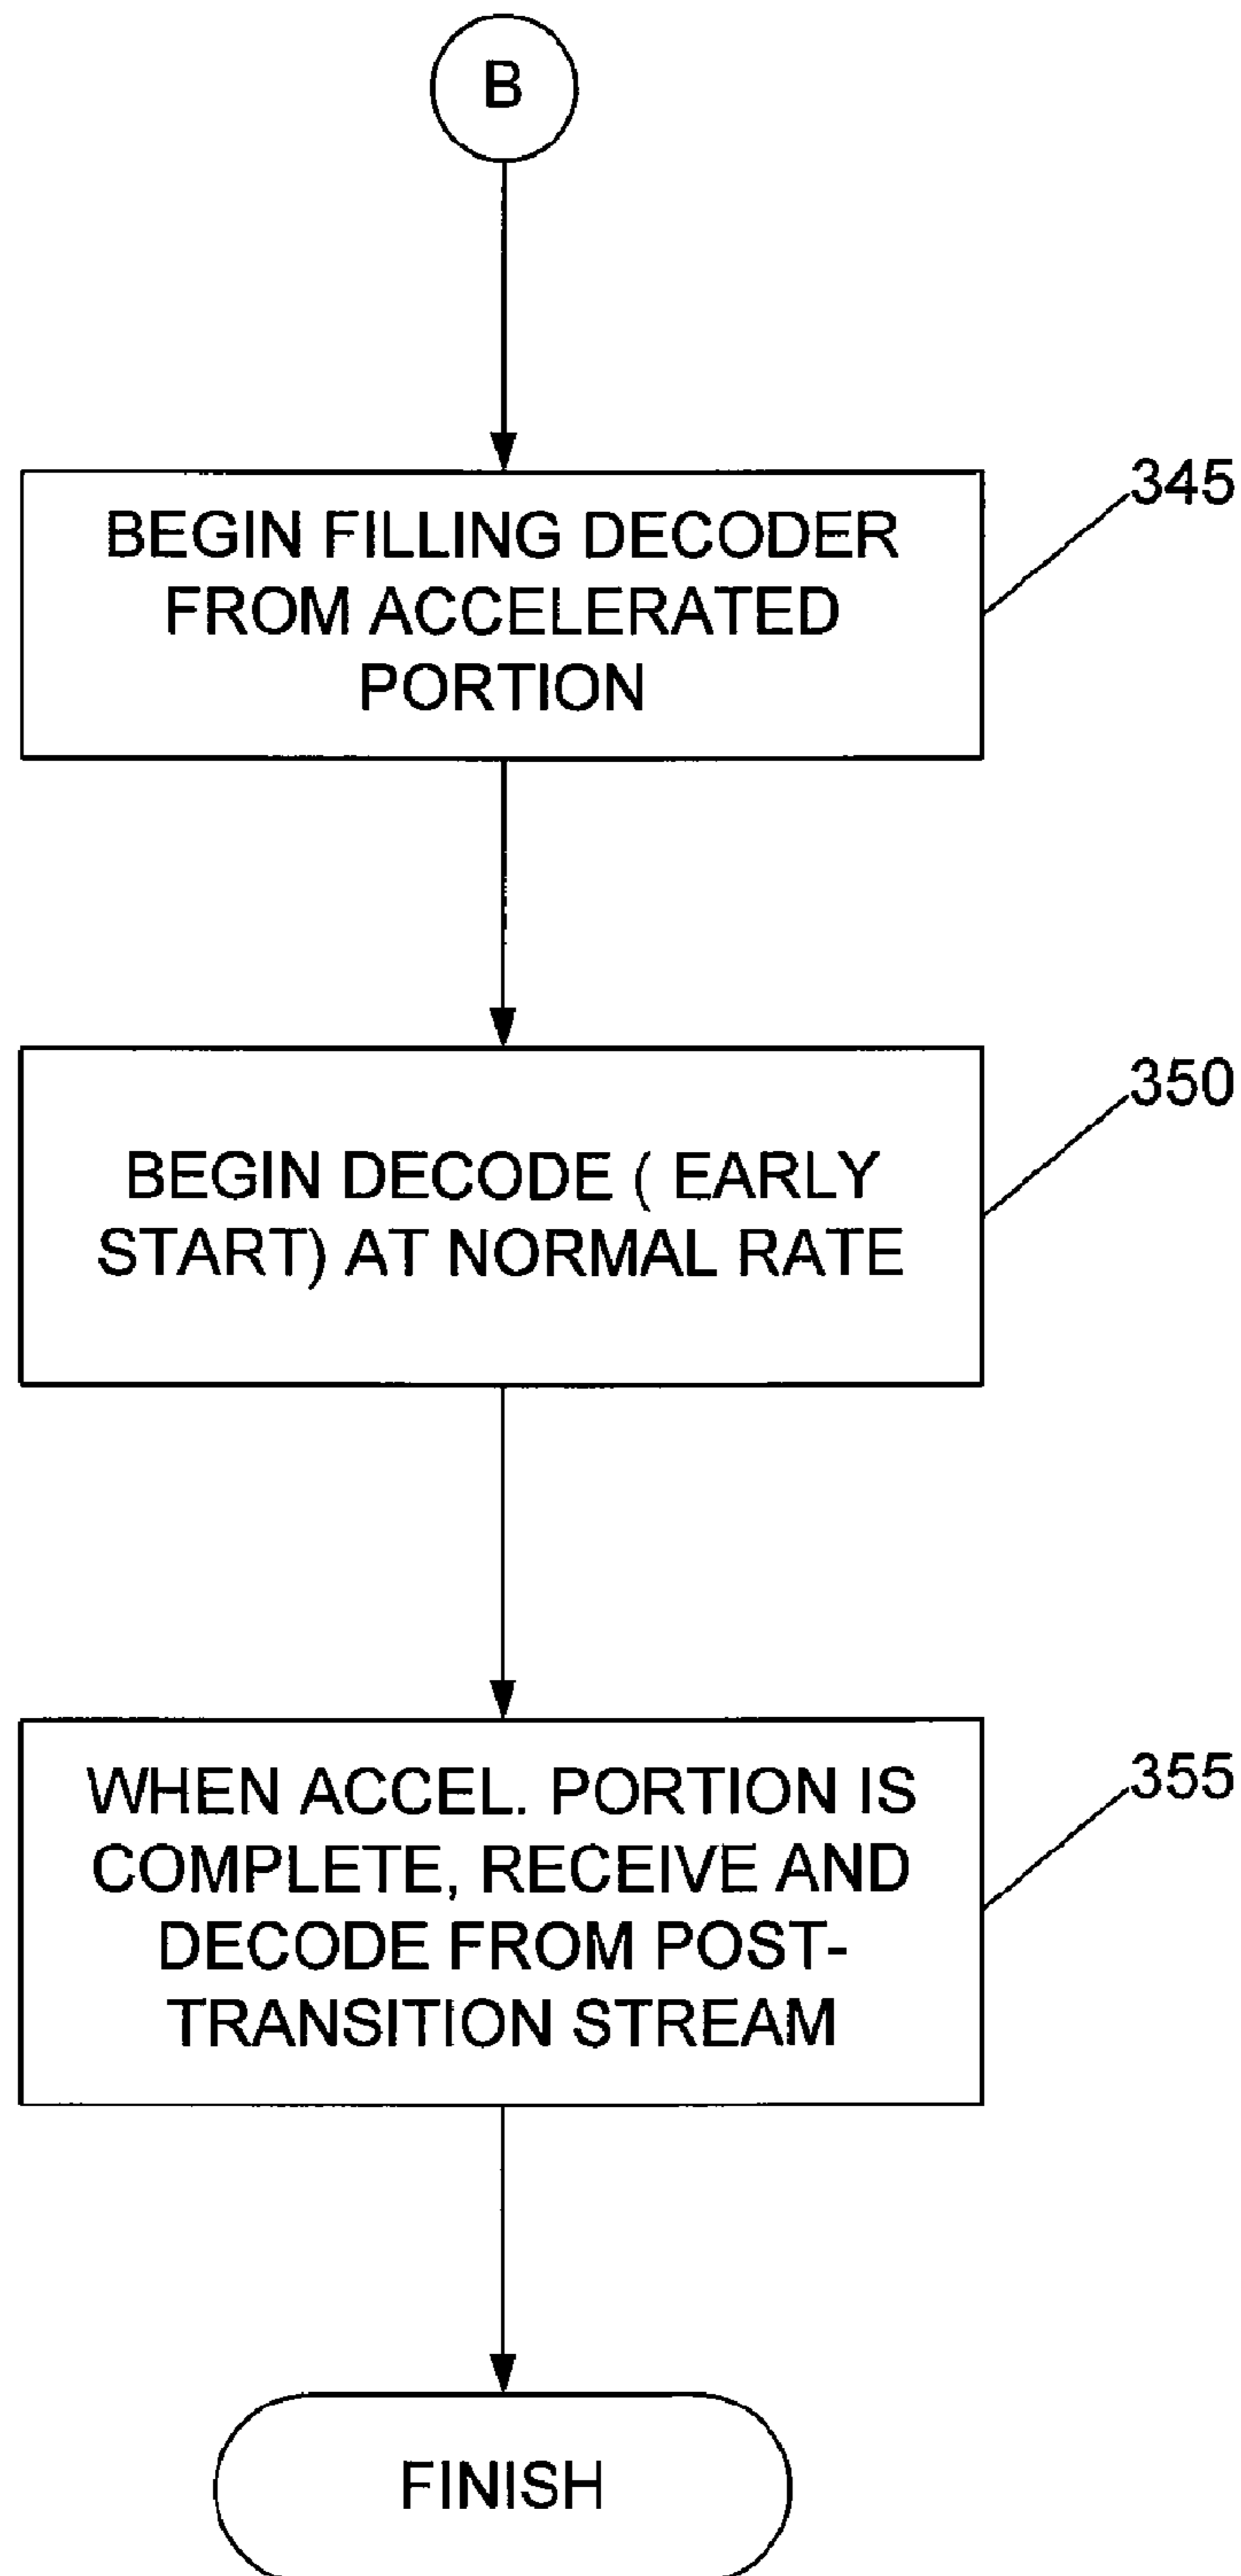 B
BEGIN FILLING DECODER
FROM ACCELERATED
PORTION
345
BEGIN DECODE ( EARLY
START) AT NORMAL RATE
350
WHEN ACCEL. PORTION IS
COMPLETE, RECEIVE AND
DECODE FROM POST-
TRANSITION STREAM
355
FINISH